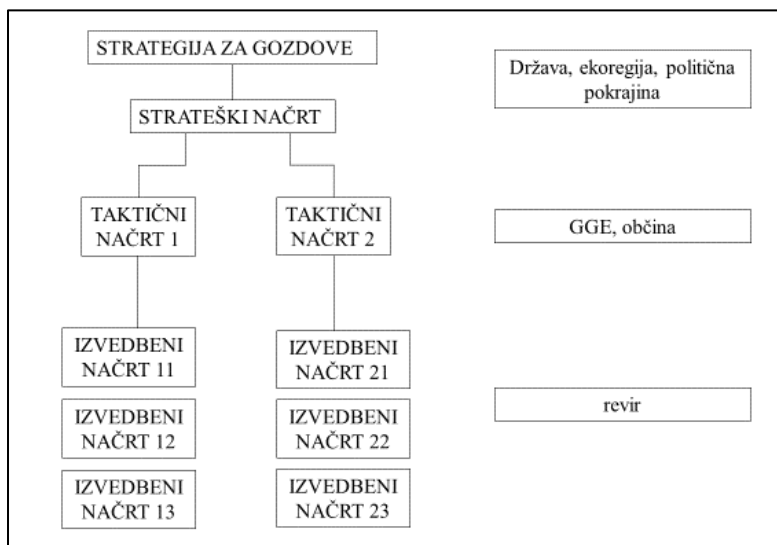 STRATEGIJA ZA GOZDOVE
Država, ekoregija, politična
pokrajina
STRATEŠKI NAČRT
TAKTIČNI
NAČRT 1
TAKTIČNI
NAČRT 2
GGE, občina
IZVEDBENI
NAČRT 11
IZVEDBENI
NAČRT 21
revir
IZVEDBENI
NAČRT 12
IZVEDBENI
NAČRT 22
IZVEDBENI
NAČRT 13
IZVEDBENI
NAČRT 23